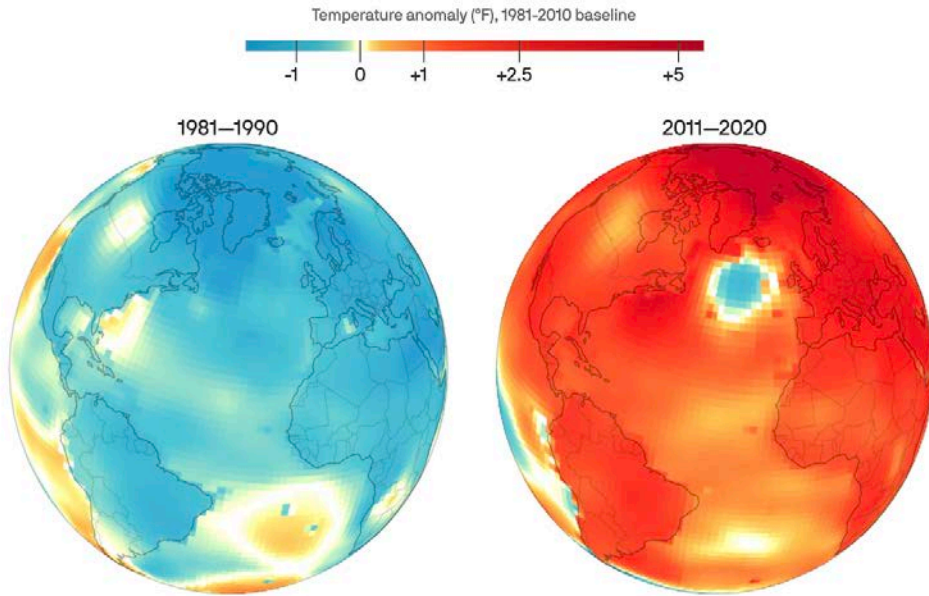 Temperature anomaly (°F), 1981-2010 baseline
-1 0 +1 +2.5 +5
1981—1990 2011—2020